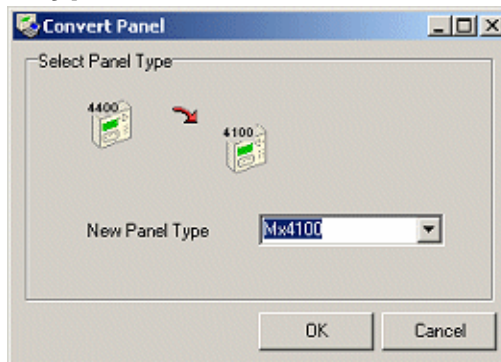 Convert Panel
Select Panel Type
4400
4100
New Panel Type
Mx4100
OK
Cancel